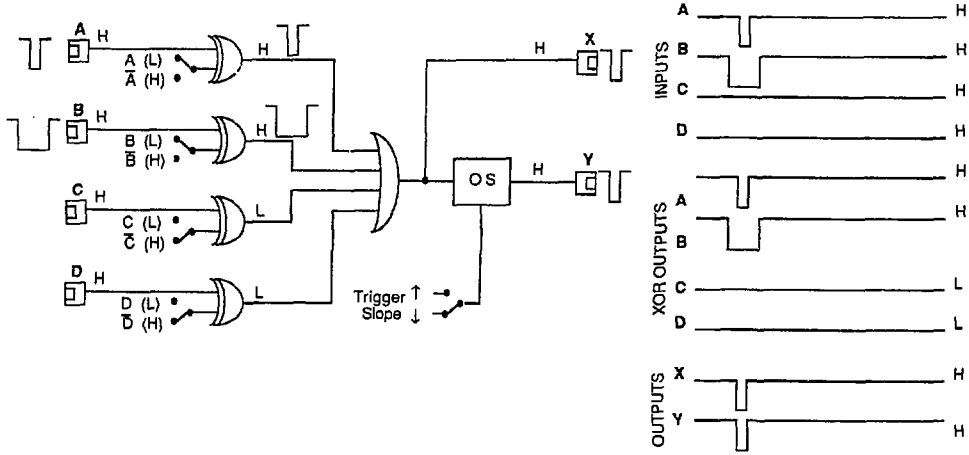 A
H
A (L)
A̅ (H)
H
B
H
B (L)
B̅ (H)
H
C
H
C (L)
C̅ (H)
L
D
H
D (L)
D̅ (H)
L
H
X
OS
H
Y
Trigger ↑
Slope ↓
INPUTS
A
H
B
H
C
H
D
H
XOR OUTPUTS
A
H
B
H
C
L
D
L
OUTPUTS
X
H
Y
H